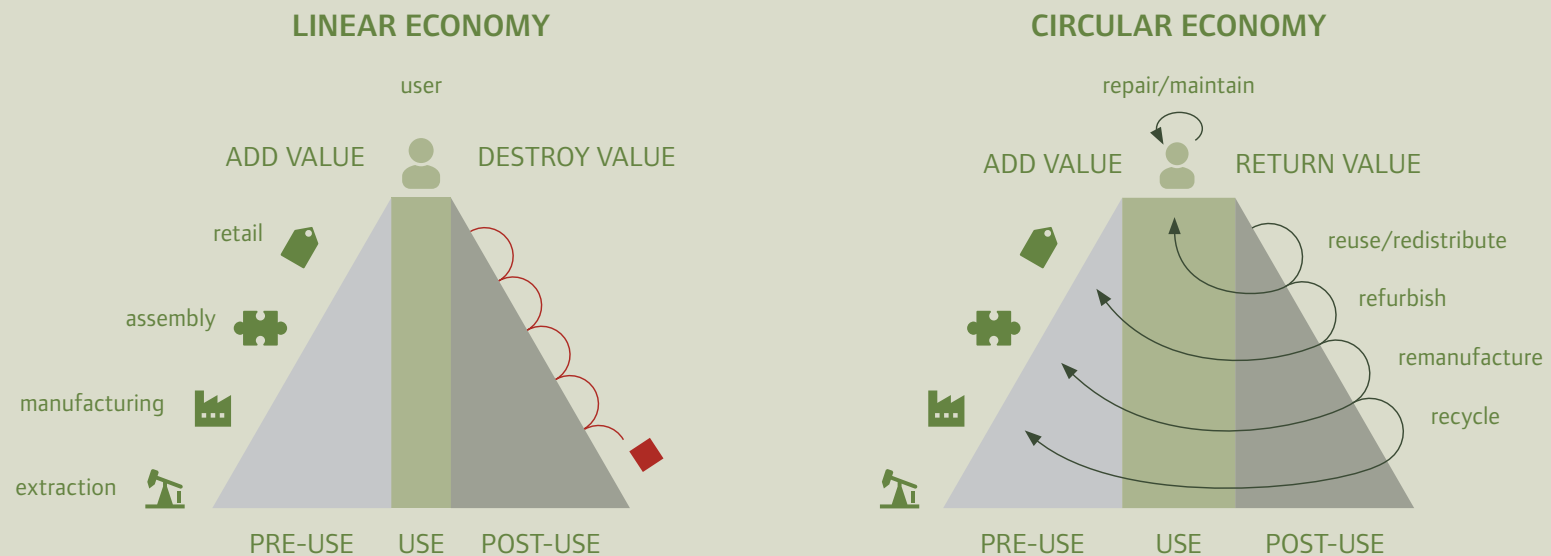 LINEAR ECONOMY
user
ADD VALUE
DESTROY VALUE
retail
assembly
manufacturing
extraction
PRE-USE
USE
POST-USE
CIRCULAR ECONOMY
repair/maintain
ADD VALUE
RETURN VALUE
reuse/redistribute
refurbish
remanufacture
recycle
PRE-USE
USE
POST-USE